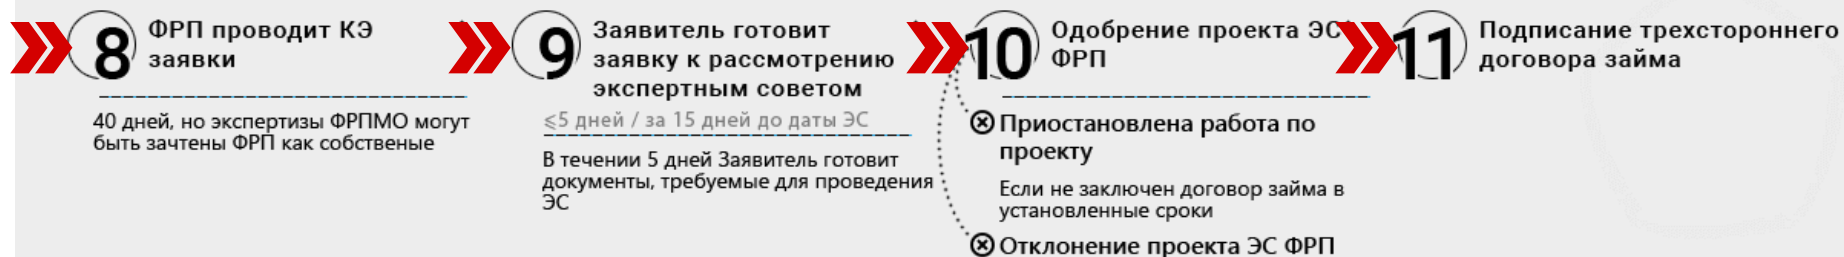 8
ФРП проводит КЭ
заявки
40 дней, но экспертизы ФРПМО могут
быть зачтены ФРП как собственые
9
Заявитель готовит
заявку к рассмотрению
экспертным советом
⩽5 дней / за 15 дней до даты ЭС
В течении 5 дней Заявитель готовит
документы, требуемые для проведения
ЭС
10
Одобрение проекта ЭС
ФРП
Приостановлена работа по
проекту
Если не заключен договор займа в
установленные сроки
Отклонение проекта ЭС ФРП
11
Подписание трехстороннего
договора займа